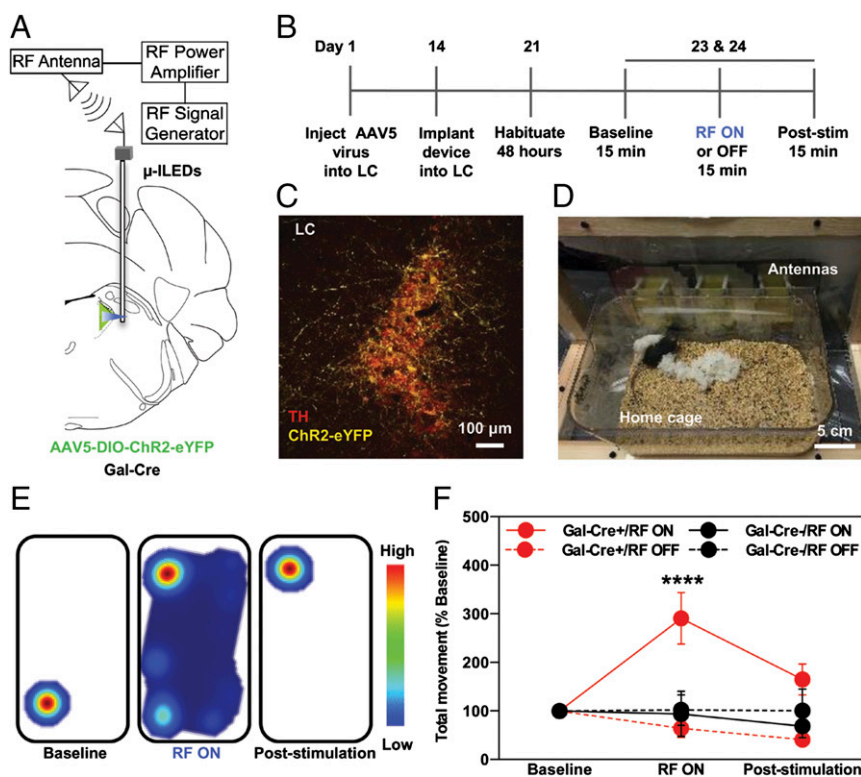 A
RF Antenna
RF Power
Amplifier
RF Signal
Generator
μ-ILEDs
AAV5-DIO-ChR2-eYFP
Gal-Cre
B
Day 1
14
21
23 & 24
Inject AAV5
virus
into LC
Implant
device
into LC
Habituate
48 hours
Baseline
15 min
RF ON
or OFF
15 min
Post-stim
15 min
C
LC
TH
ChR2-eYFP
100 μm
D
Antennas
Home cage
5 cm
E
High
Low
Baseline
RF ON
Post-stimulation
F
Total movement (% Baseline)
500
400
300
200
100
0
Gal-Cre+/RF ON
Gal-Cre-/RF ON
Gal-Cre+/RF OFF
Gal-Cre-/RF OFF
****
Baseline
RF ON
Post-stimulation